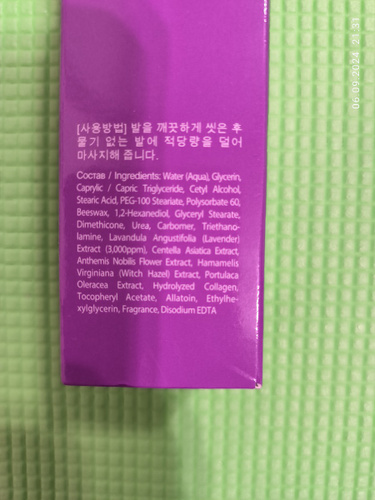 [사용방법] 발을 깨끗하게 씻은 후
물기 없는 발에 적당량을 덜어
마사지해 줍니다.
Состав / Ingredients: Water (Aqua), Glycerin,
Caprylic / Capric Triglyceride, Cetyl Alcohol,
Stearic Acid, PEG-100 Steariate, Polysorbate 60,
Beeswax, 1,2-Hexanediol, Glyceryl Stearate,
Dimethicone, Urea, Carbomer, Triethano-
lamine, Lavandula Angustifolia (Lavender)
Extract (3,000ppm), Centella Asiatica Extract,
Anthemis Nobilis Flower Extract, Hamamelis
Virginiana (Witch Hazel) Extract, Portulaca
Oleracea Extract, Hydrolyzed Collagen,
Tocopheryl Acetate, Allatoin, Ethylhe-
xylglycerin, Fragrance, Disodium EDTA
06.09.2024 21:31